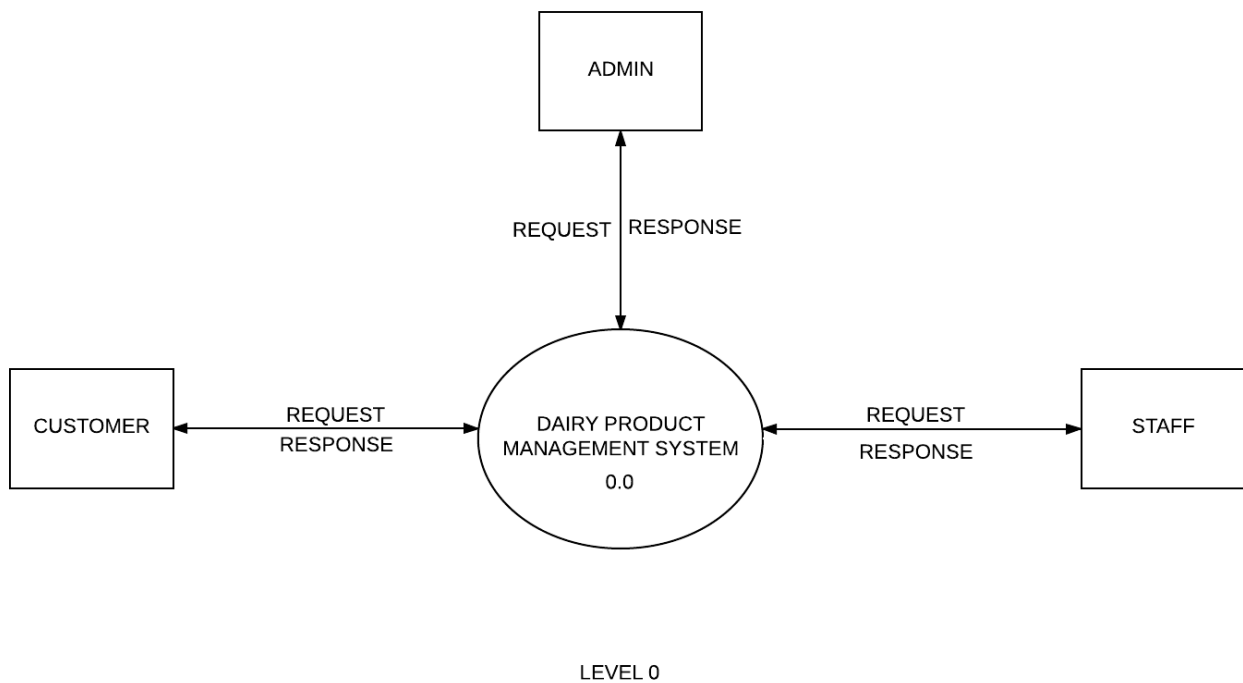 ADMIN
REQUEST
RESPONSE
CUSTOMER
REQUEST
RESPONSE
DAIRY PRODUCT
MANAGEMENT SYSTEM
0.0
REQUEST
RESPONSE
STAFF
LEVEL 0